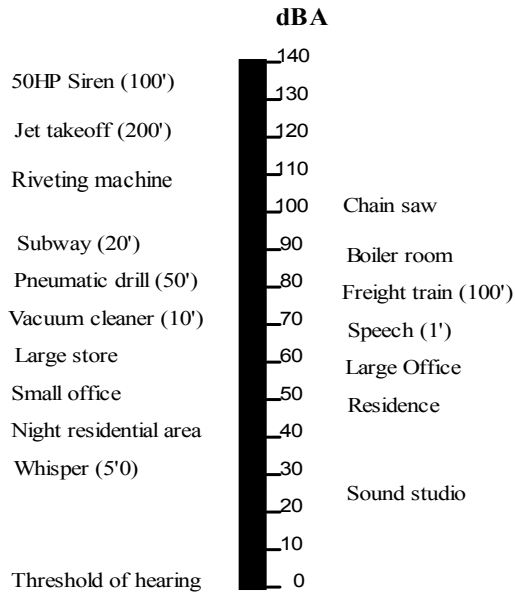 dBA
140
50HP Siren (100')
130
Jet takeoff (200')
120
110
Riveting machine
100
Chain saw
Subway (20')
90
Boiler room
Pneumatic drill (50')
80
Freight train (100')
Vacuum cleaner (10')
70
Speech (1')
Large store
60
Large Office
Small office
50
Residence
Night residential area
40
Whisper (5'0)
30
Sound studio
20
10
Threshold of hearing
0